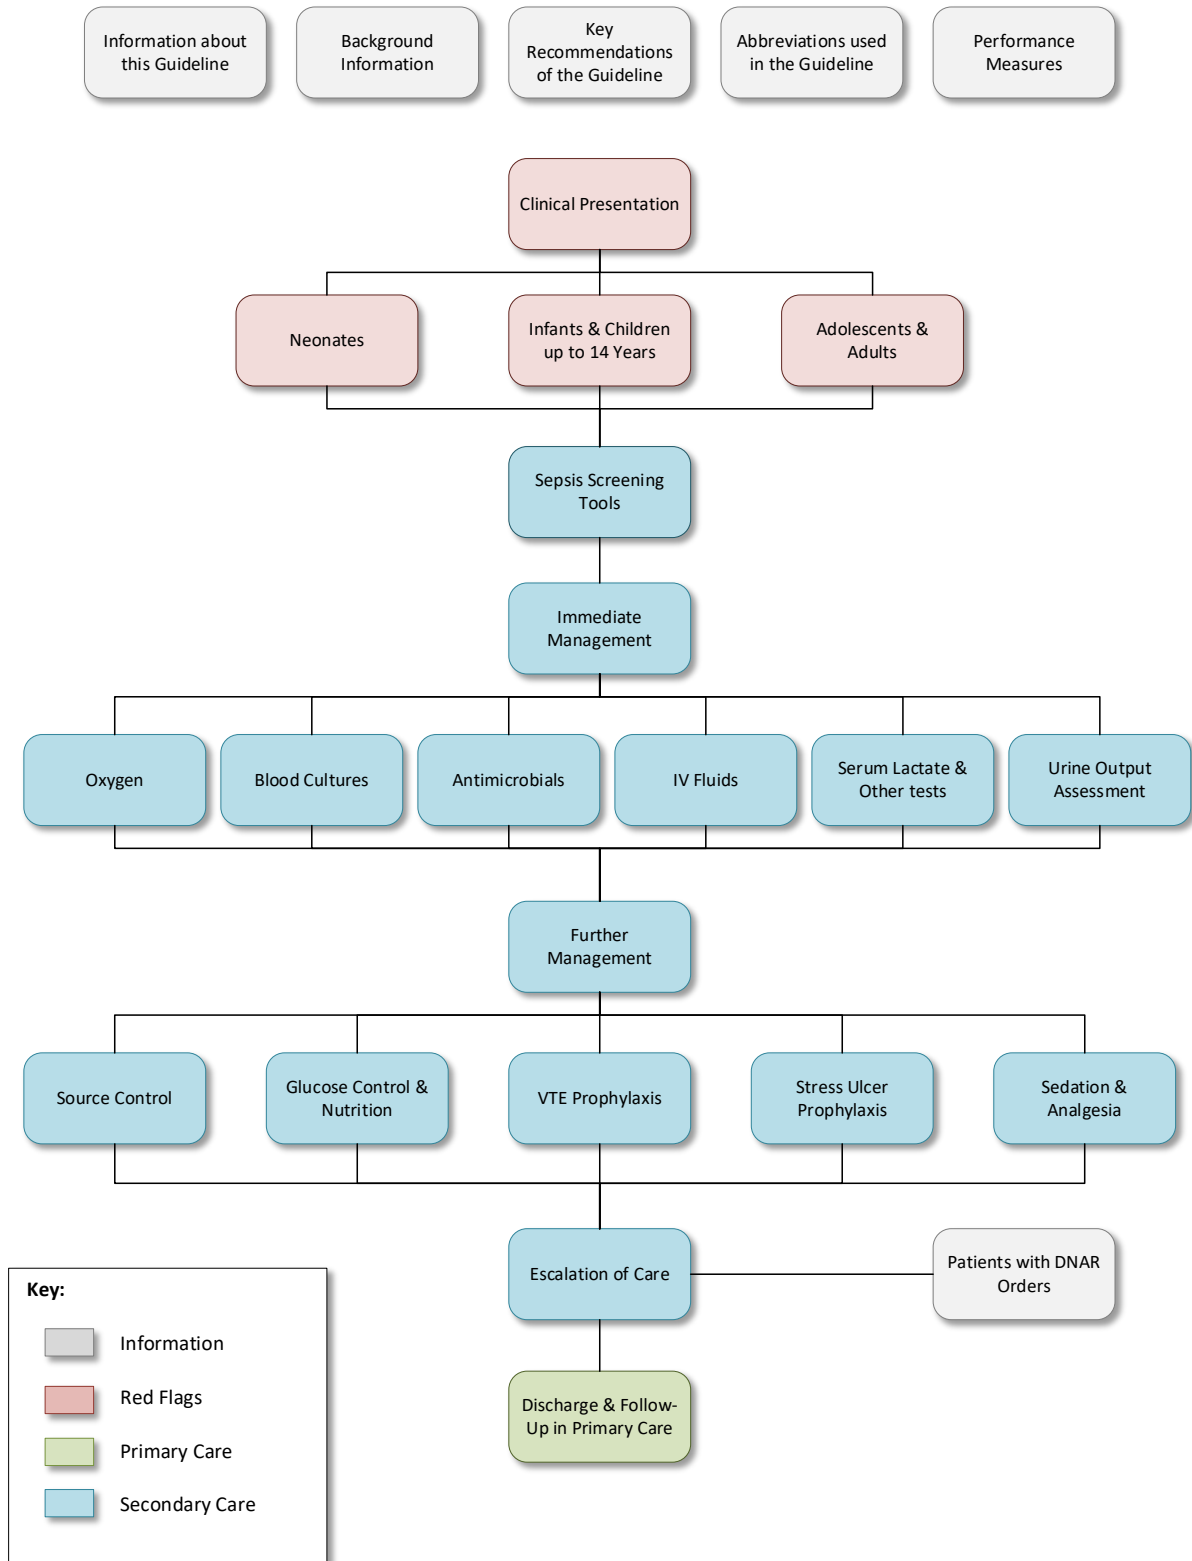 Information about
this Guideline
Background
Information
Key
Recommendations
of the Guideline
Abbreviations used
in the Guideline
Performance
Measures
Clinical Presentation
Neonates
Infants & Children
up to 14 Years
Adolescents &
Adults
Sepsis Screening
Tools
Immediate
Management
Oxygen
Blood Cultures
Antimicrobials
IV Fluids
Serum Lactate &
Other tests
Urine Output
Assessment
Further
Management
Source Control
Glucose Control &
Nutrition
VTE Prophylaxis
Stress Ulcer
Prophylaxis
Sedation &
Analgesia
Escalation of Care
Patients with DNAR
Orders
Discharge & Follow-
Up in Primary Care
Key:
Information
Red Flags
Primary Care
Secondary Care